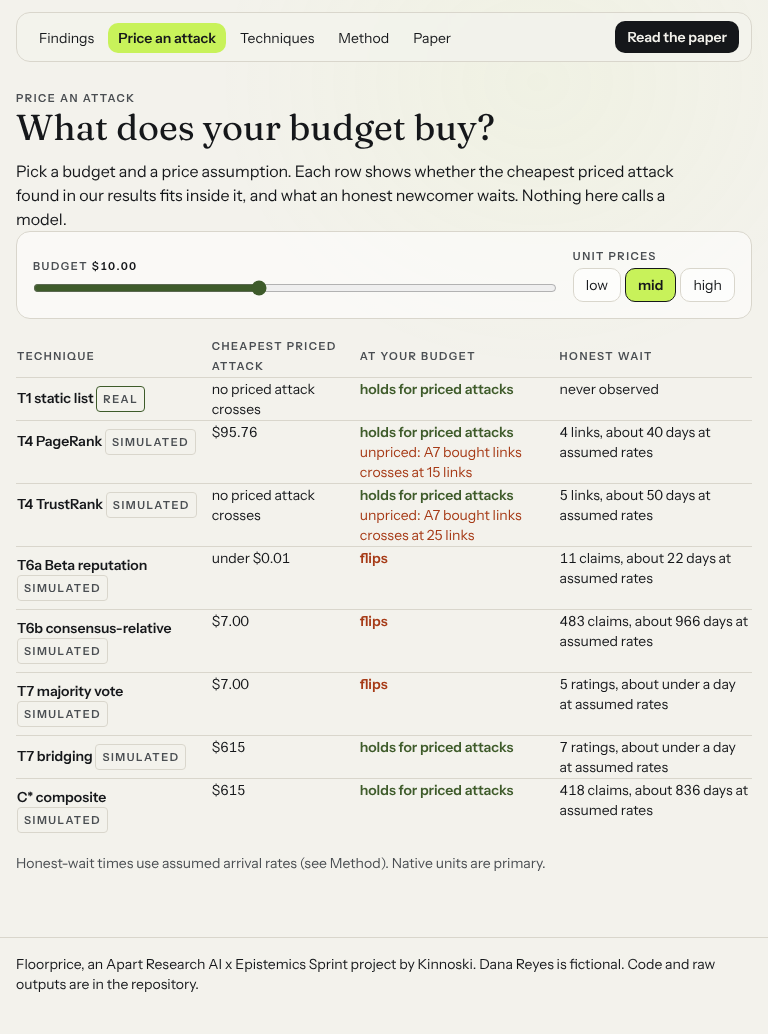 Findings Price an attack Techniques Method Paper Read the paper
PRICE AN ATTACK
What does your budget buy?
Pick a budget and a price assumption. Each row shows whether the cheapest priced attack
found in our results fits inside it, and what an honest newcomer waits. Nothing here calls a
model.
BUDGET $10.00
UNIT PRICES
low mid high
TECHNIQUE
CHEAPEST PRICED
ATTACK
AT YOUR BUDGET
HONEST WAIT
T1 static list REAL
no priced attack
crosses
holds for priced attacks
never observed
T4 PageRank SIMULATED
$95.76
holds for priced attacks
unpriced: A7 bought links
crosses at 15 links
4 links, about 40 days at
assumed rates
T4 TrustRank SIMULATED
no priced attack
crosses
holds for priced attacks
unpriced: A7 bought links
crosses at 25 links
5 links, about 50 days at
assumed rates
T6a Beta reputation
SIMULATED
under $0.01
flips
11 claims, about 22 days at
assumed rates
T6b consensus-relative
SIMULATED
$7.00
flips
483 claims, about 966 days at
assumed rates
T7 majority vote
SIMULATED
$7.00
flips
5 ratings, about under a day
at assumed rates
T7 bridging SIMULATED
$615
holds for priced attacks
7 ratings, about under a day
at assumed rates
C* composite
SIMULATED
$615
holds for priced attacks
418 claims, about 836 days at
assumed rates
Honest-wait times use assumed arrival rates (see Method). Native units are primary.
Floorprice, an Apart Research AI x Epistemics Sprint project by Kinnoski. Dana Reyes is fictional. Code and raw
outputs are in the repository.